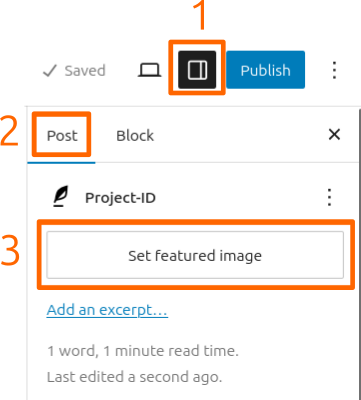 1
Saved Publish
2
Post Block
Project-ID
3
Set featured image
Add an excerpt…
1 word, 1 minute read time.
Last edited a second ago.